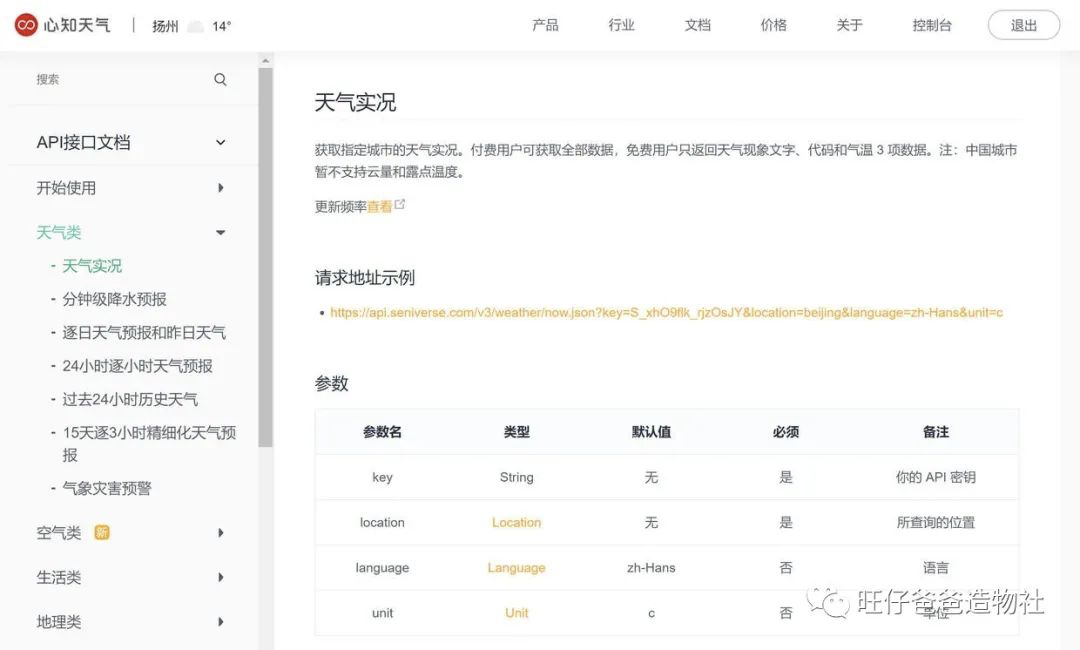 心知天气 扬州 14° 产品 行业 文档 价格 关于 控制台 退出
搜索
API接口文档
开始使用
天气类
- 天气实况
- 分钟级降水预报
- 逐日天气预报和昨日天气
- 24小时逐小时天气预报
- 过去24小时历史天气
- 15天逐3小时精细化天气预
报
- 气象灾害预警
空气类 新
生活类
地理类
天气实况
获取指定城市的天气实况。付费用户可获取全部数据，免费用户只返回天气现象文字、代码和气温 3 项数据。注：中国城市
暂不支持云量和露点温度。
更新频率查看
请求地址示例
• https://api.seniverse.com/v3/weather/now.json?key=S_xhO9flk_rjzOsJY&location=beijing&language=zh-Hans&unit=c
参数
参数名 类型 默认值 必须 备注
key String 无 是 你的 API 密钥
location Location 无 是 所查询的位置
language Language zh-Hans 否 语言
unit Unit c 否 单位
旺仔爸爸造物社